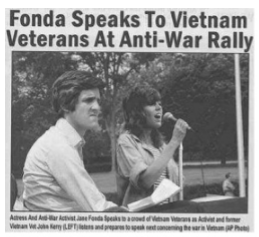 Fonda Speaks To Vietnam
Veterans At Anti-War Rally
Actress And Anti-War Activist Jane Fonda Speaks to a crowd of Vietnam Veterans as Activist and former
Vietnam Vet John Kerry (LEFT) listens and prepares to speak next concerning the war in Vietnam (AP Photo)